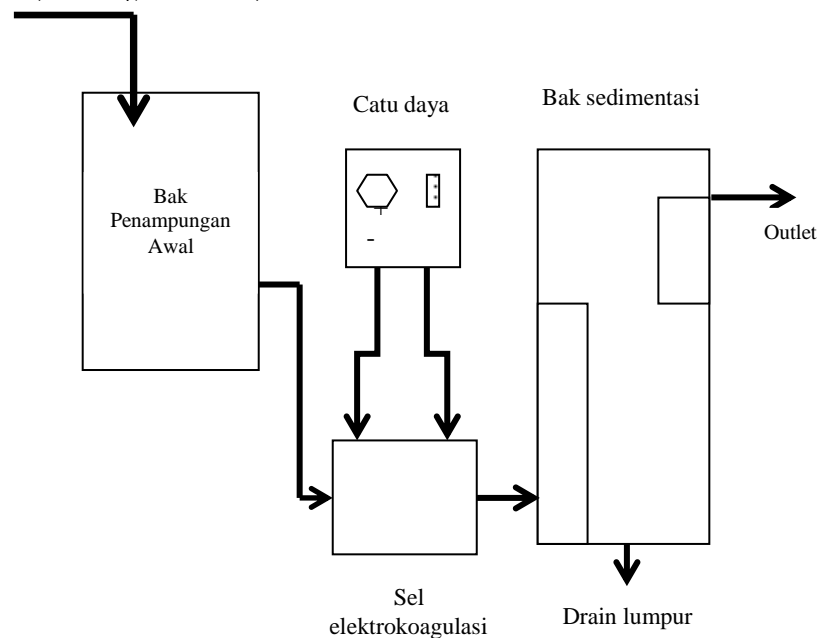 Catu daya
Bak sedimentasi
Bak
Penampungan
Awal
+
-
Outlet
Sel
elektrokoagulasi
Drain lumpur